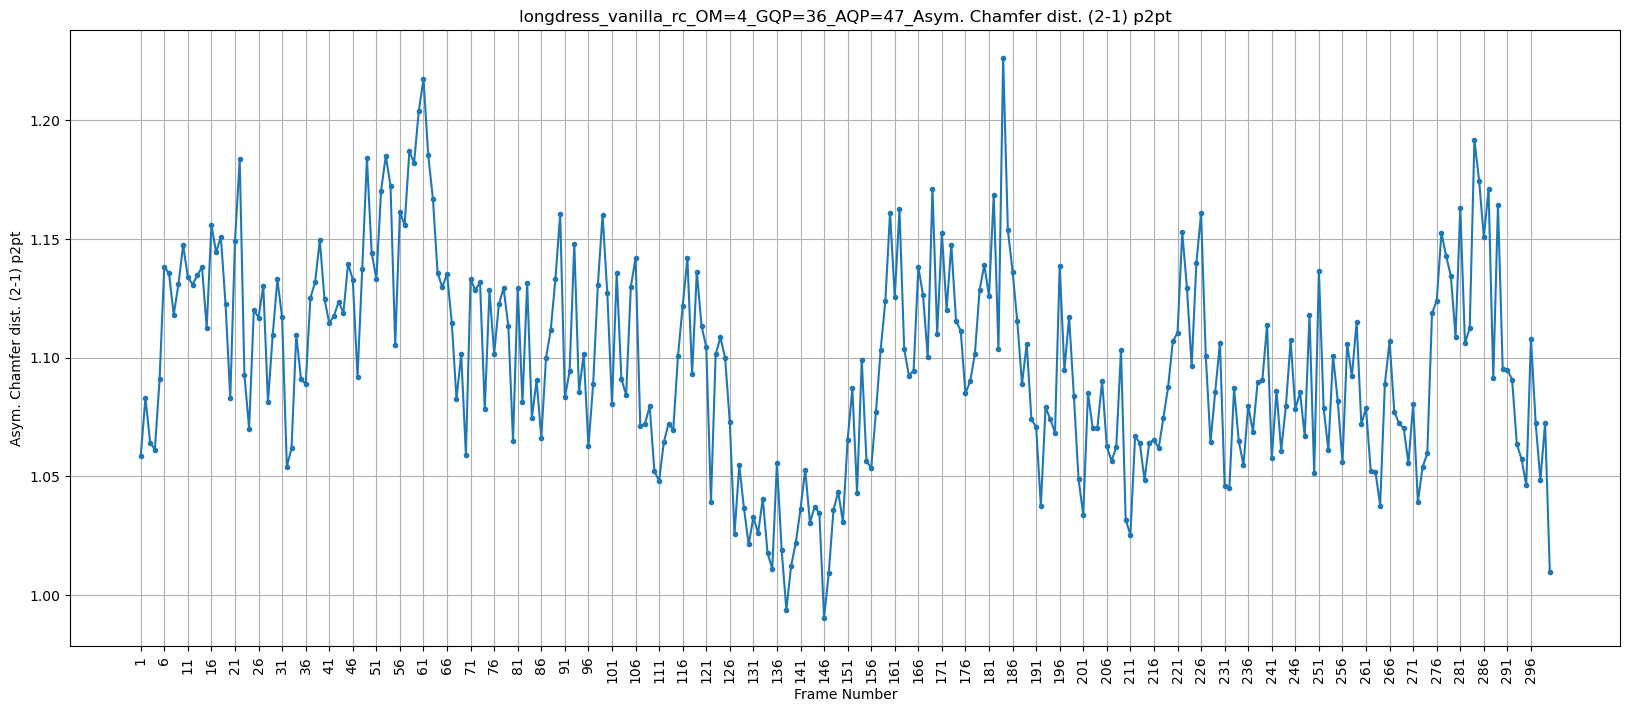 longdress_vanilla_rc_OM=4_GQP=36_AQP=47_Asym. Chamfer dist. (2-1) p2pt
Asym. Chamfer dist. (2-1) p2pt
1.20
1.15
1.10
1.05
1.00
1 6 11 16 21 26 31 36 41 46 51 56 61 66 71 76 81 86 91 96 101 106 111 116 121 126 131 136 141 146 151 156 161 166 171 176 181 186 191 196 201 206 211 216 221 226 231 236 241 246 251 256 261 266 271 276 281 286 291 296
Frame Number